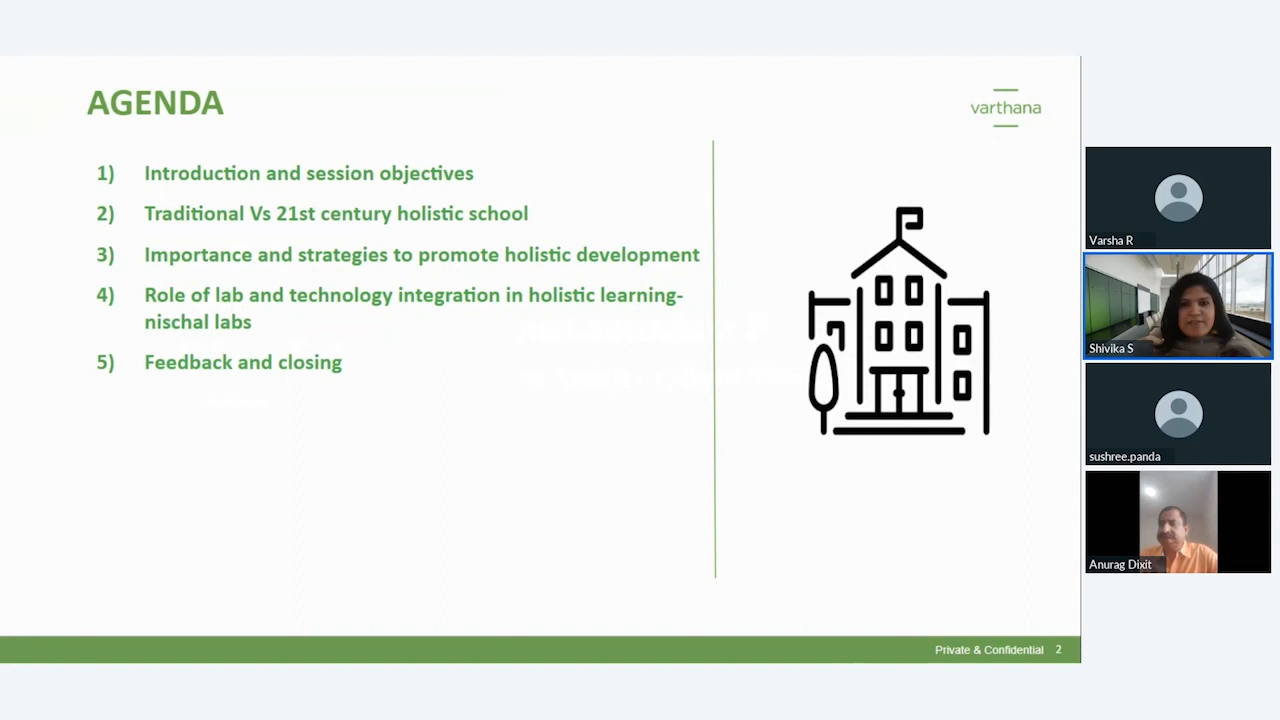 AGENDA
varthana
1) Introduction and session objectives
2) Traditional Vs 21st century holistic school
3) Importance and strategies to promote holistic development
4) Role of lab and technology integration in holistic learning-
nischal labs
5) Feedback and closing
Private & Confidential 2
Varsha R
Shivika S
sushree.panda
Anurag Dixit